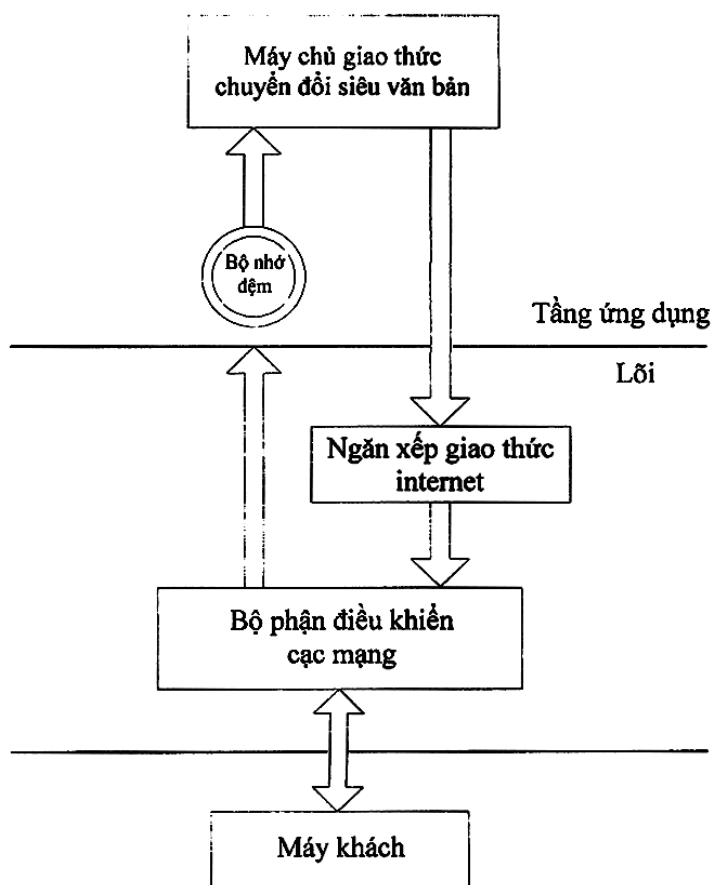 Máy chủ giao thức
chuyển đổi siêu văn bản
Bộ nhớ
đệm
Tầng ứng dụng
Lõi
Ngăn xếp giao thức
internet
Bộ phận điều khiển
cạc mạng
Máy khách